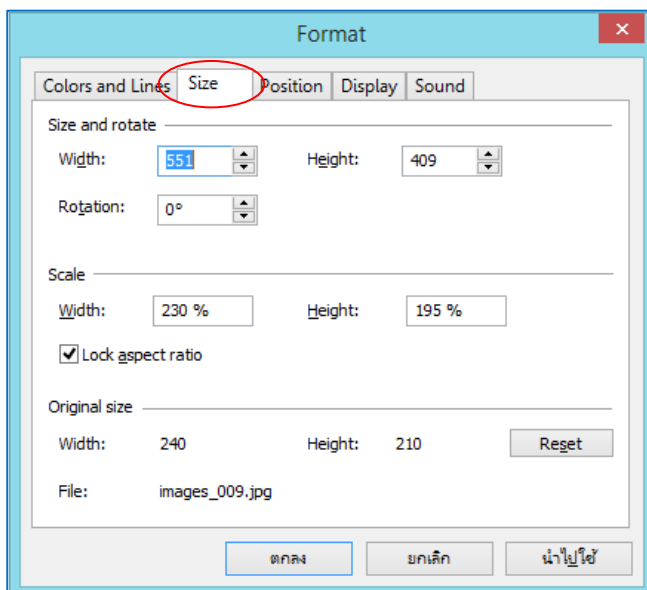 Format
Colors and Lines Size Position Display Sound
Size and rotate
Width: 551 Height: 409
Rotation: 0°
Scale
Width: 230 % Height: 195 %
Lock aspect ratio
Original size
Width: 240 Height: 210 Reset
File: images_009.jpg
ตกลง ยกเลิก นำไปใช้